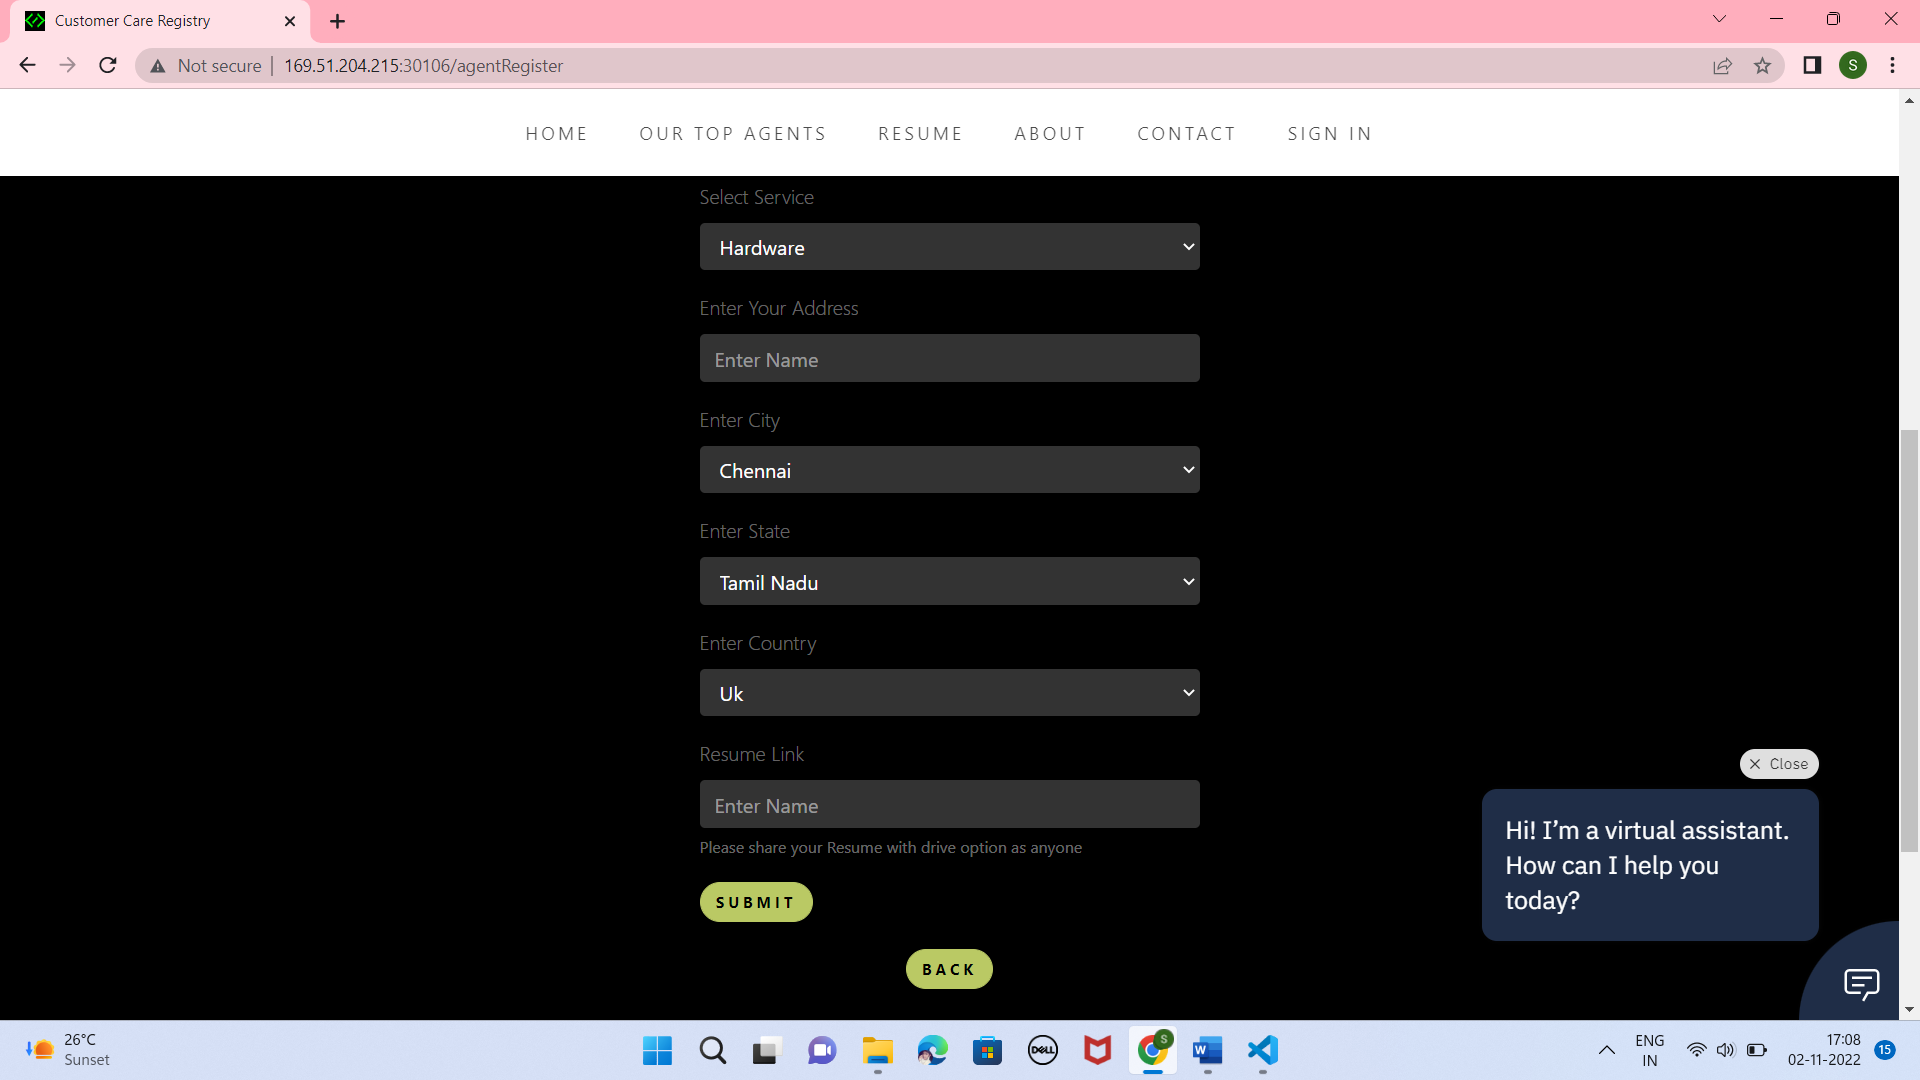 Customer Care Registry
Not secure
169.51.204.215:30106/agentRegister
S
HOME
OUR TOP AGENTS
RESUME
ABOUT
CONTACT
SIGN IN
Select Service
Hardware
Enter Your Address
Enter Name
Enter City
Chennai
Enter State
Tamil Nadu
Enter Country
Uk
Resume Link
Enter Name
Please share your Resume with drive option as anyone
SUBMIT
BACK
Close
Hi! I’m a virtual assistant.
How can I help you
today?
26°C
Sunset
DELL
S
W
ENG
IN
17:08
02-11-2022
15